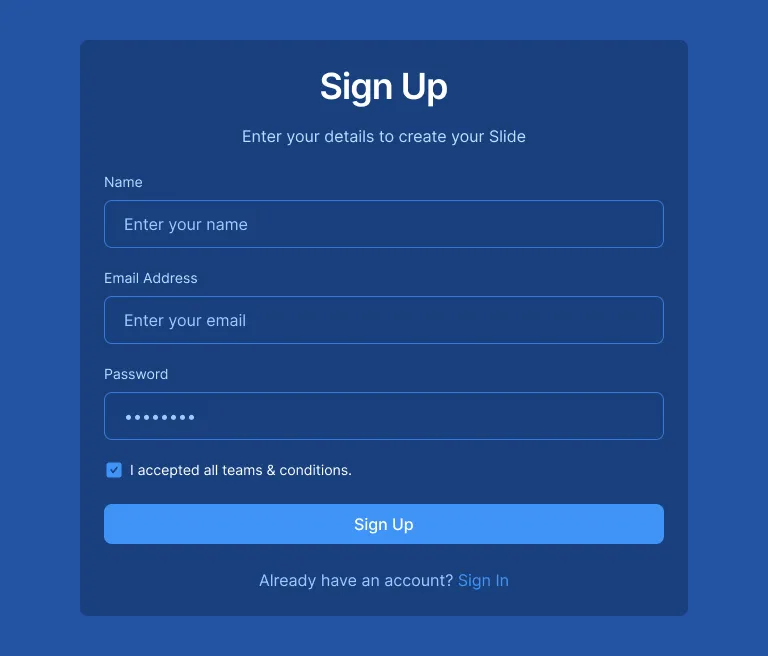 Sign Up
Enter your details to create your Slide
Name
Enter your name
Email Address
Enter your email
Password
••••••••
I accepted all teams & conditions.
Sign Up
Already have an account? Sign In